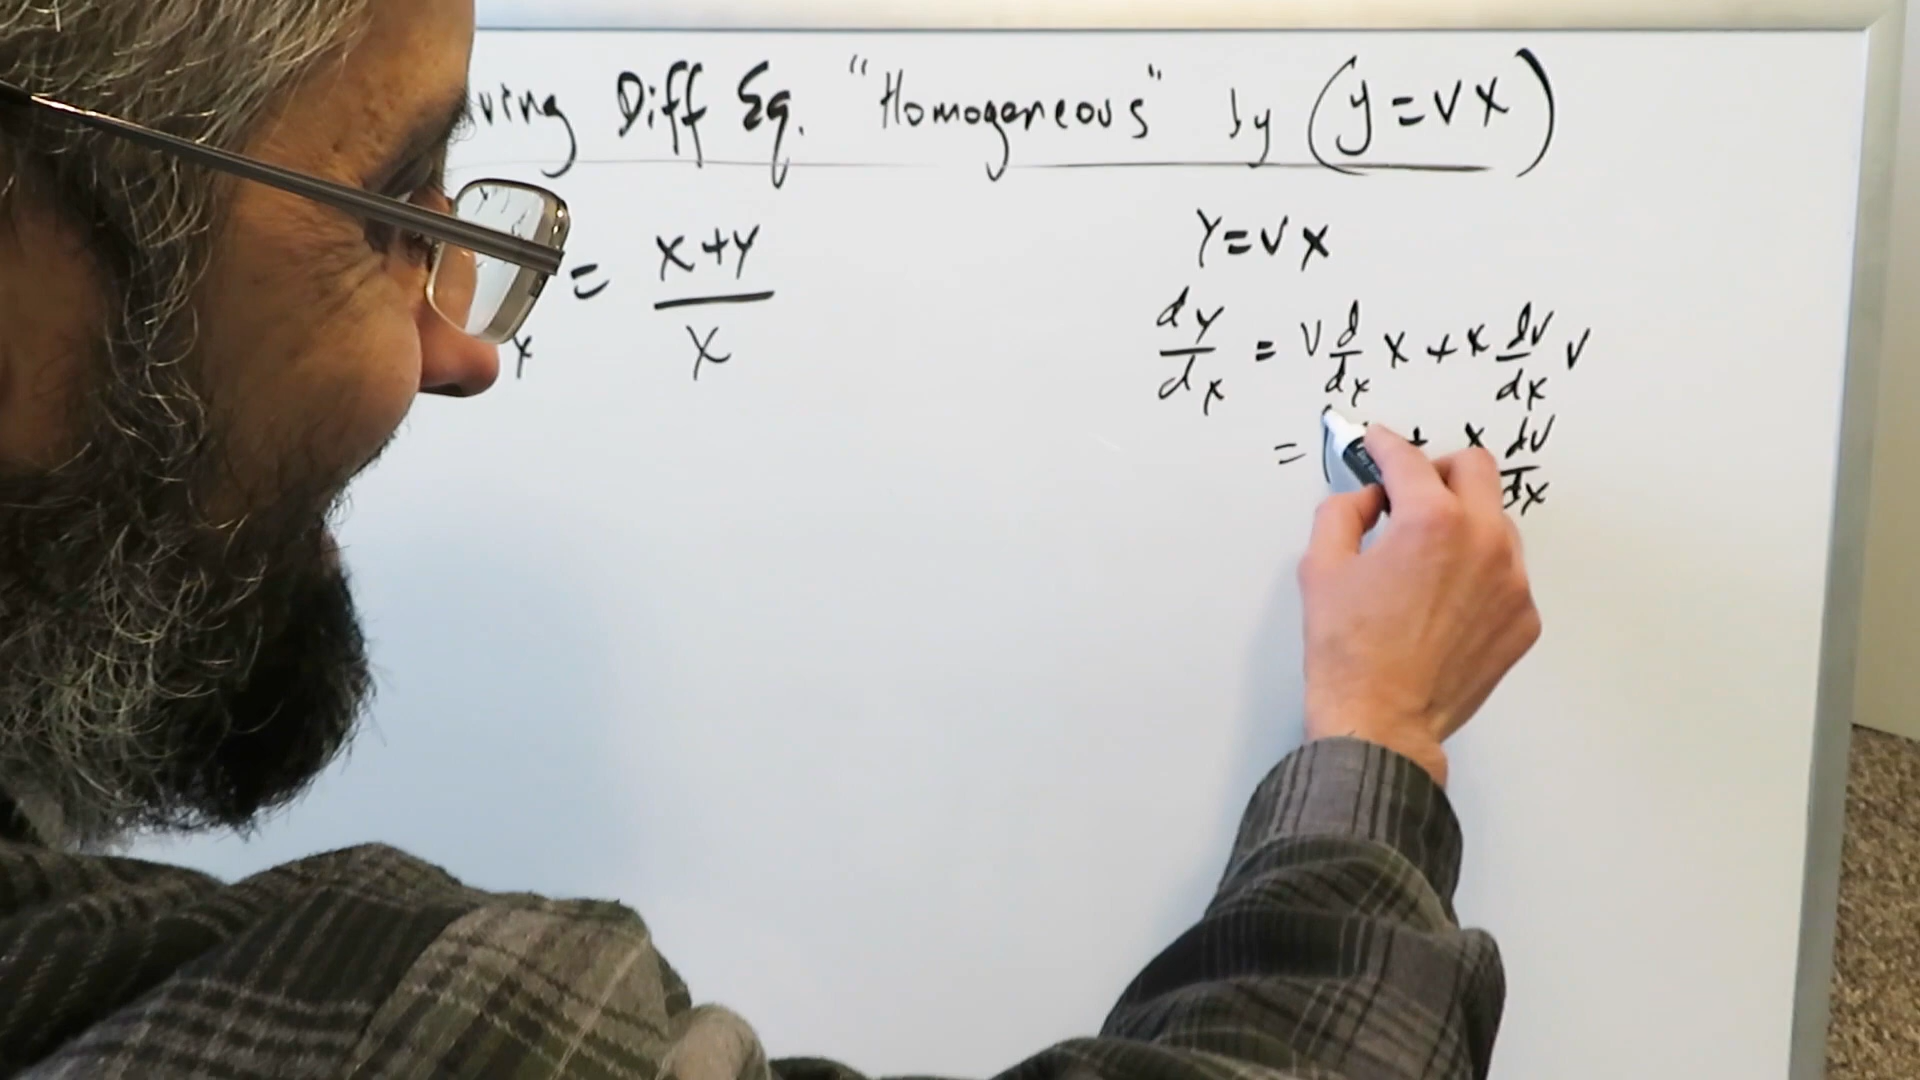 ving Diff Eq. "Homogeneous" by (y=vx)
= x+y / x
y=vx
dy/dx = v d/dx x + x dv/dx v
= + x dv/dx